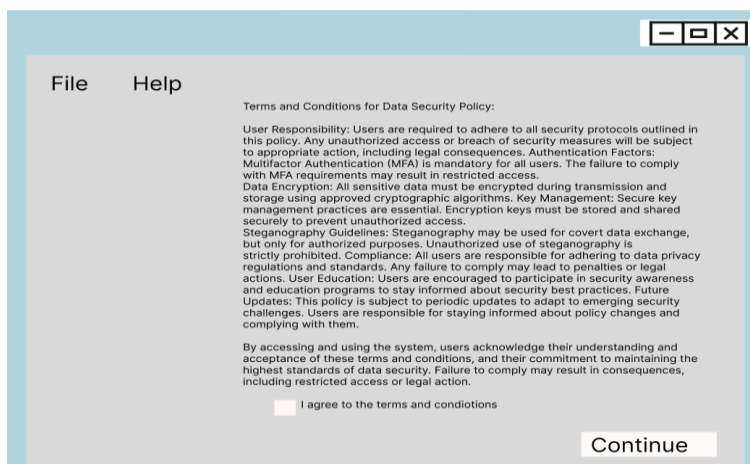 File Help
Terms and Conditions for Data Security Policy:
User Responsibility: Users are required to adhere to all security protocols outlined in
this policy. Any unauthorized access or breach of security measures will be subject
to appropriate action, including legal consequences. Authentication Factors:
Multifactor Authentication (MFA) is mandatory for all users. The failure to comply
with MFA requirements may result in restricted access.
Data Encryption: All sensitive data must be encrypted during transmission and
storage using approved cryptographic algorithms. Key Management: Secure key
management practices are essential. Encryption keys must be stored and shared
securely to prevent unauthorized access.
Steganography Guidelines: Steganography may be used for covert data exchange,
but only for authorized purposes. Unauthorized use of steganography is
strictly prohibited. Compliance: All users are responsible for adhering to data privacy
regulations and standards. Any failure to comply may lead to penalties or legal
actions. User Education: Users are encouraged to participate in security awareness
and education programs to stay informed about security best practices. Future
Updates: This policy is subject to periodic updates to adapt to emerging security
challenges. Users are responsible for staying informed about policy changes and
complying with them.
By accessing and using the system, users acknowledge their understanding and
acceptance of these terms and conditions, and their commitment to maintaining the
highest standards of data security. Failure to comply may result in consequences,
including restricted access or legal action.
I agree to the terms and condiotions
Continue